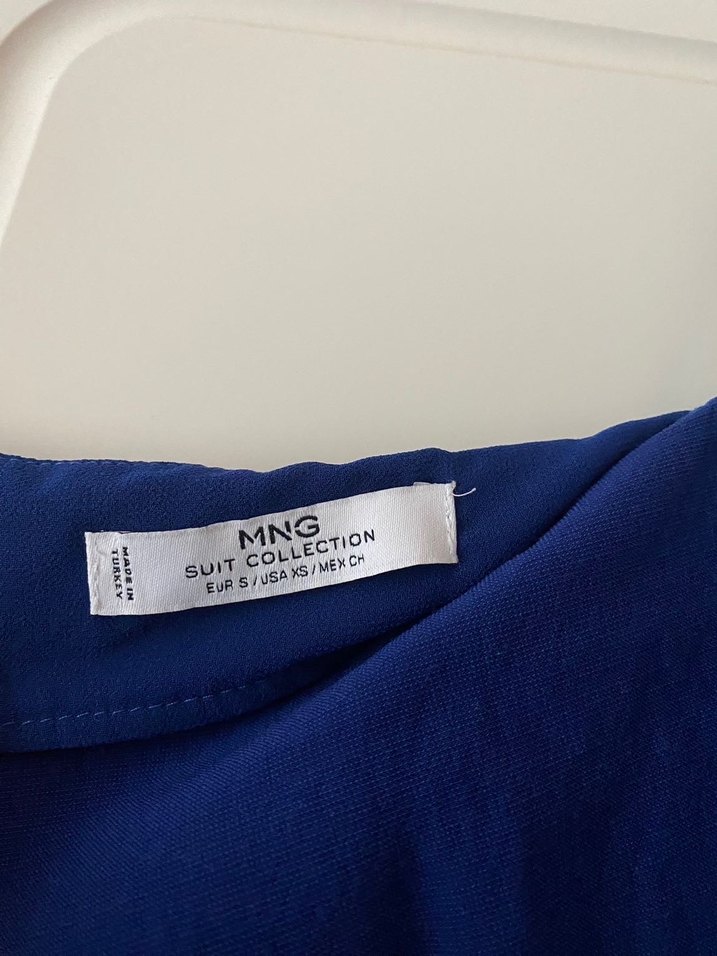 MNG
SUIT COLLECTION
EUR S / USA XS / MEX CH
MADE IN
TURKEY